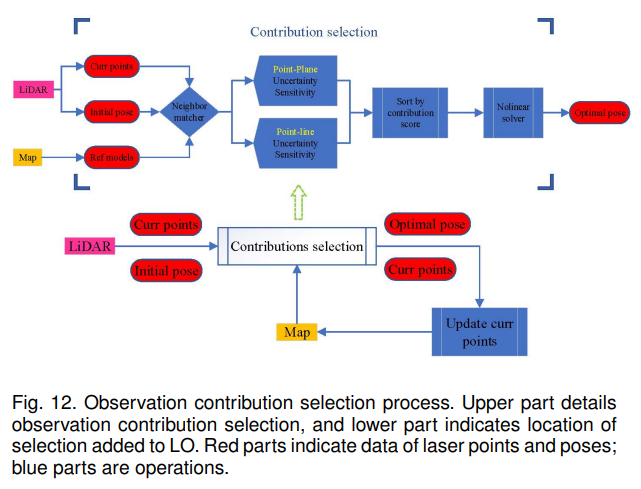 Contribution selection
LiDAR
Curr points
Initial pose
Map
Ref models
Neighbor
matcher
Point-Plane
Uncertainty
Sensitivity
Point-line
Uncertainty
Sensitivity
Sort by
contribution
score
Nolinear
solver
Optimal pose
LiDAR
Curr points
Initial pose
Contributions selection
Optimal pose
Curr points
Map
Update curr
points
Fig. 12. Observation contribution selection process. Upper part details
observation contribution selection, and lower part indicates location of
selection added to LO. Red parts indicate data of laser points and poses;
blue parts are operations.